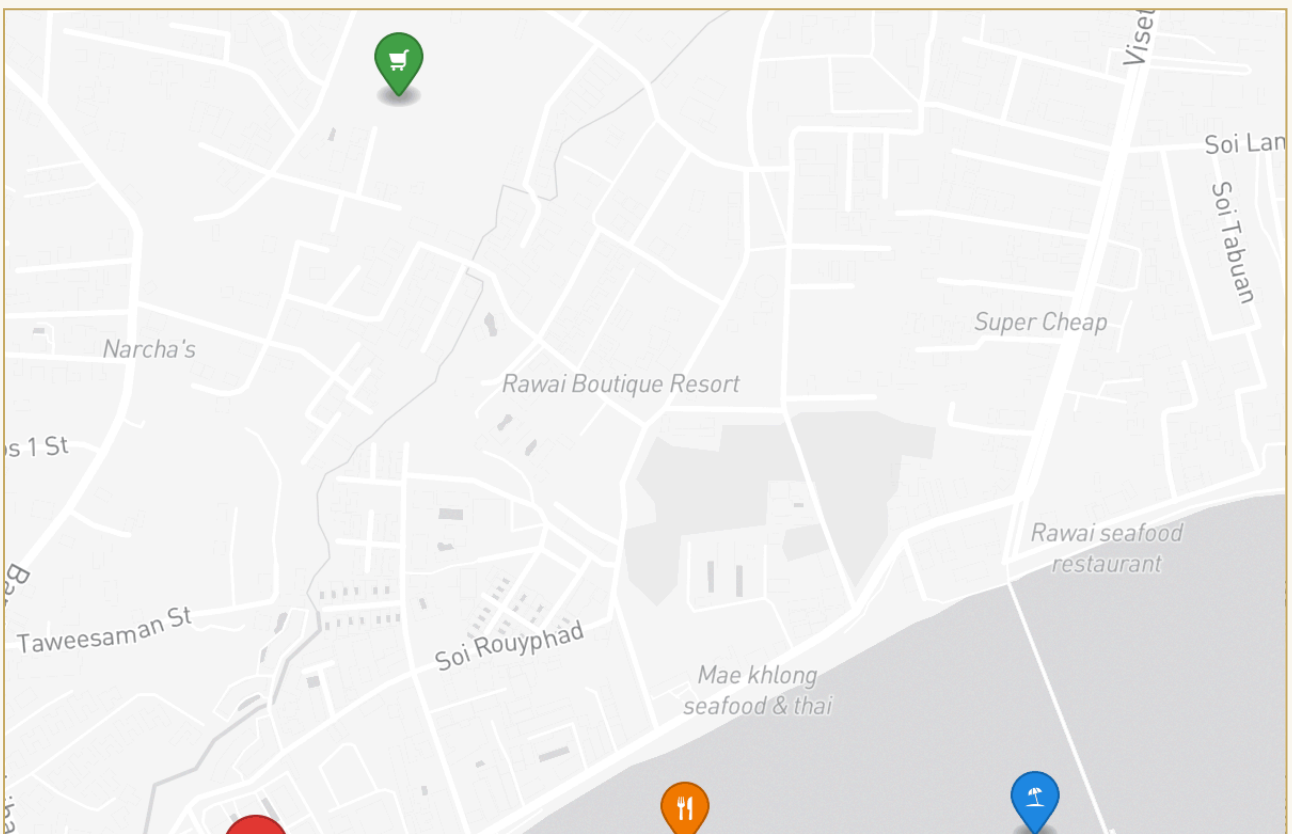 Viset
Soi Lan
Soi Tabuan
Super Cheap
Narcha's
Rawai Boutique Resort
s 1 St
Rawai seafood
restaurant
Taweesaman St
Soi Rouyphad
Mae khlong
seafood & thai